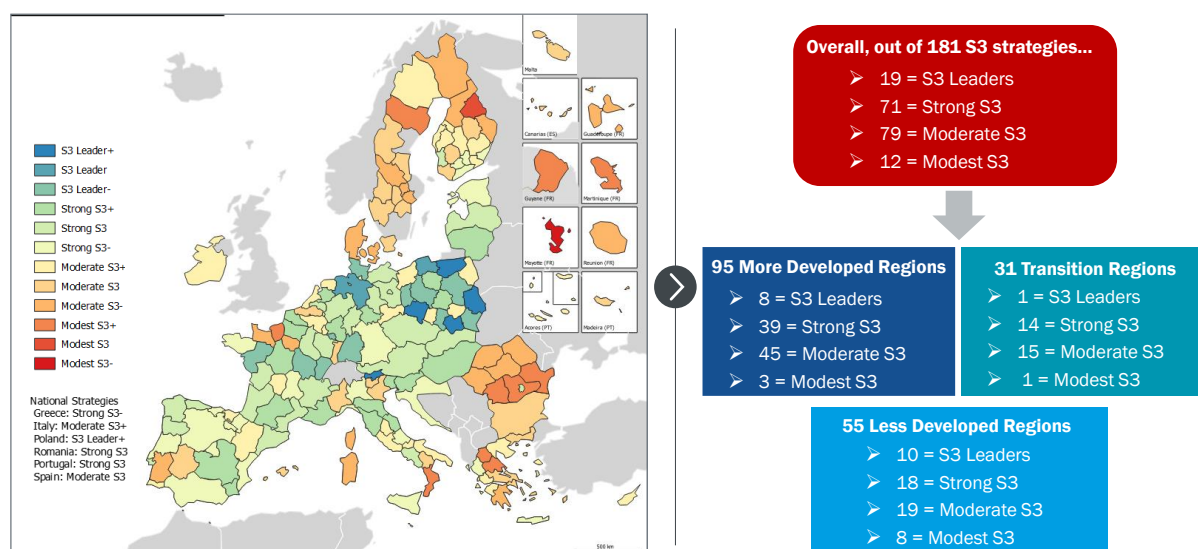 Malta
Canarias (ES)
Guadeloupe (FR)
Guyane (FR)
Martinique (FR)
Mayotte (FR)
Reunion (FR)
Acores (PT)
Madeira (PT)
S3 Leader+
S3 Leader
S3 Leader-
Strong S3+
Strong S3
Strong S3-
Moderate S3+
Moderate S3
Moderate S3-
Modest S3+
Modest S3
Modest S3-
National Strategies
Greece: Strong S3-
Italy: Moderate S3+
Poland: S3 Leader+
Romania: Strong S3
Portugal: Strong S3
Spain: Moderate S3
500 km
Overall, out of 181 S3 strategies...
➤ 19 = S3 Leaders
➤ 71 = Strong S3
➤ 79 = Moderate S3
➤ 12 = Modest S3
95 More Developed Regions
➤ 8 = S3 Leaders
➤ 39 = Strong S3
➤ 45 = Moderate S3
➤ 3 = Modest S3
31 Transition Regions
➤ 1 = S3 Leaders
➤ 14 = Strong S3
➤ 15 = Moderate S3
➤ 1 = Modest S3
55 Less Developed Regions
➤ 10 = S3 Leaders
➤ 18 = Strong S3
➤ 19 = Moderate S3
➤ 8 = Modest S3